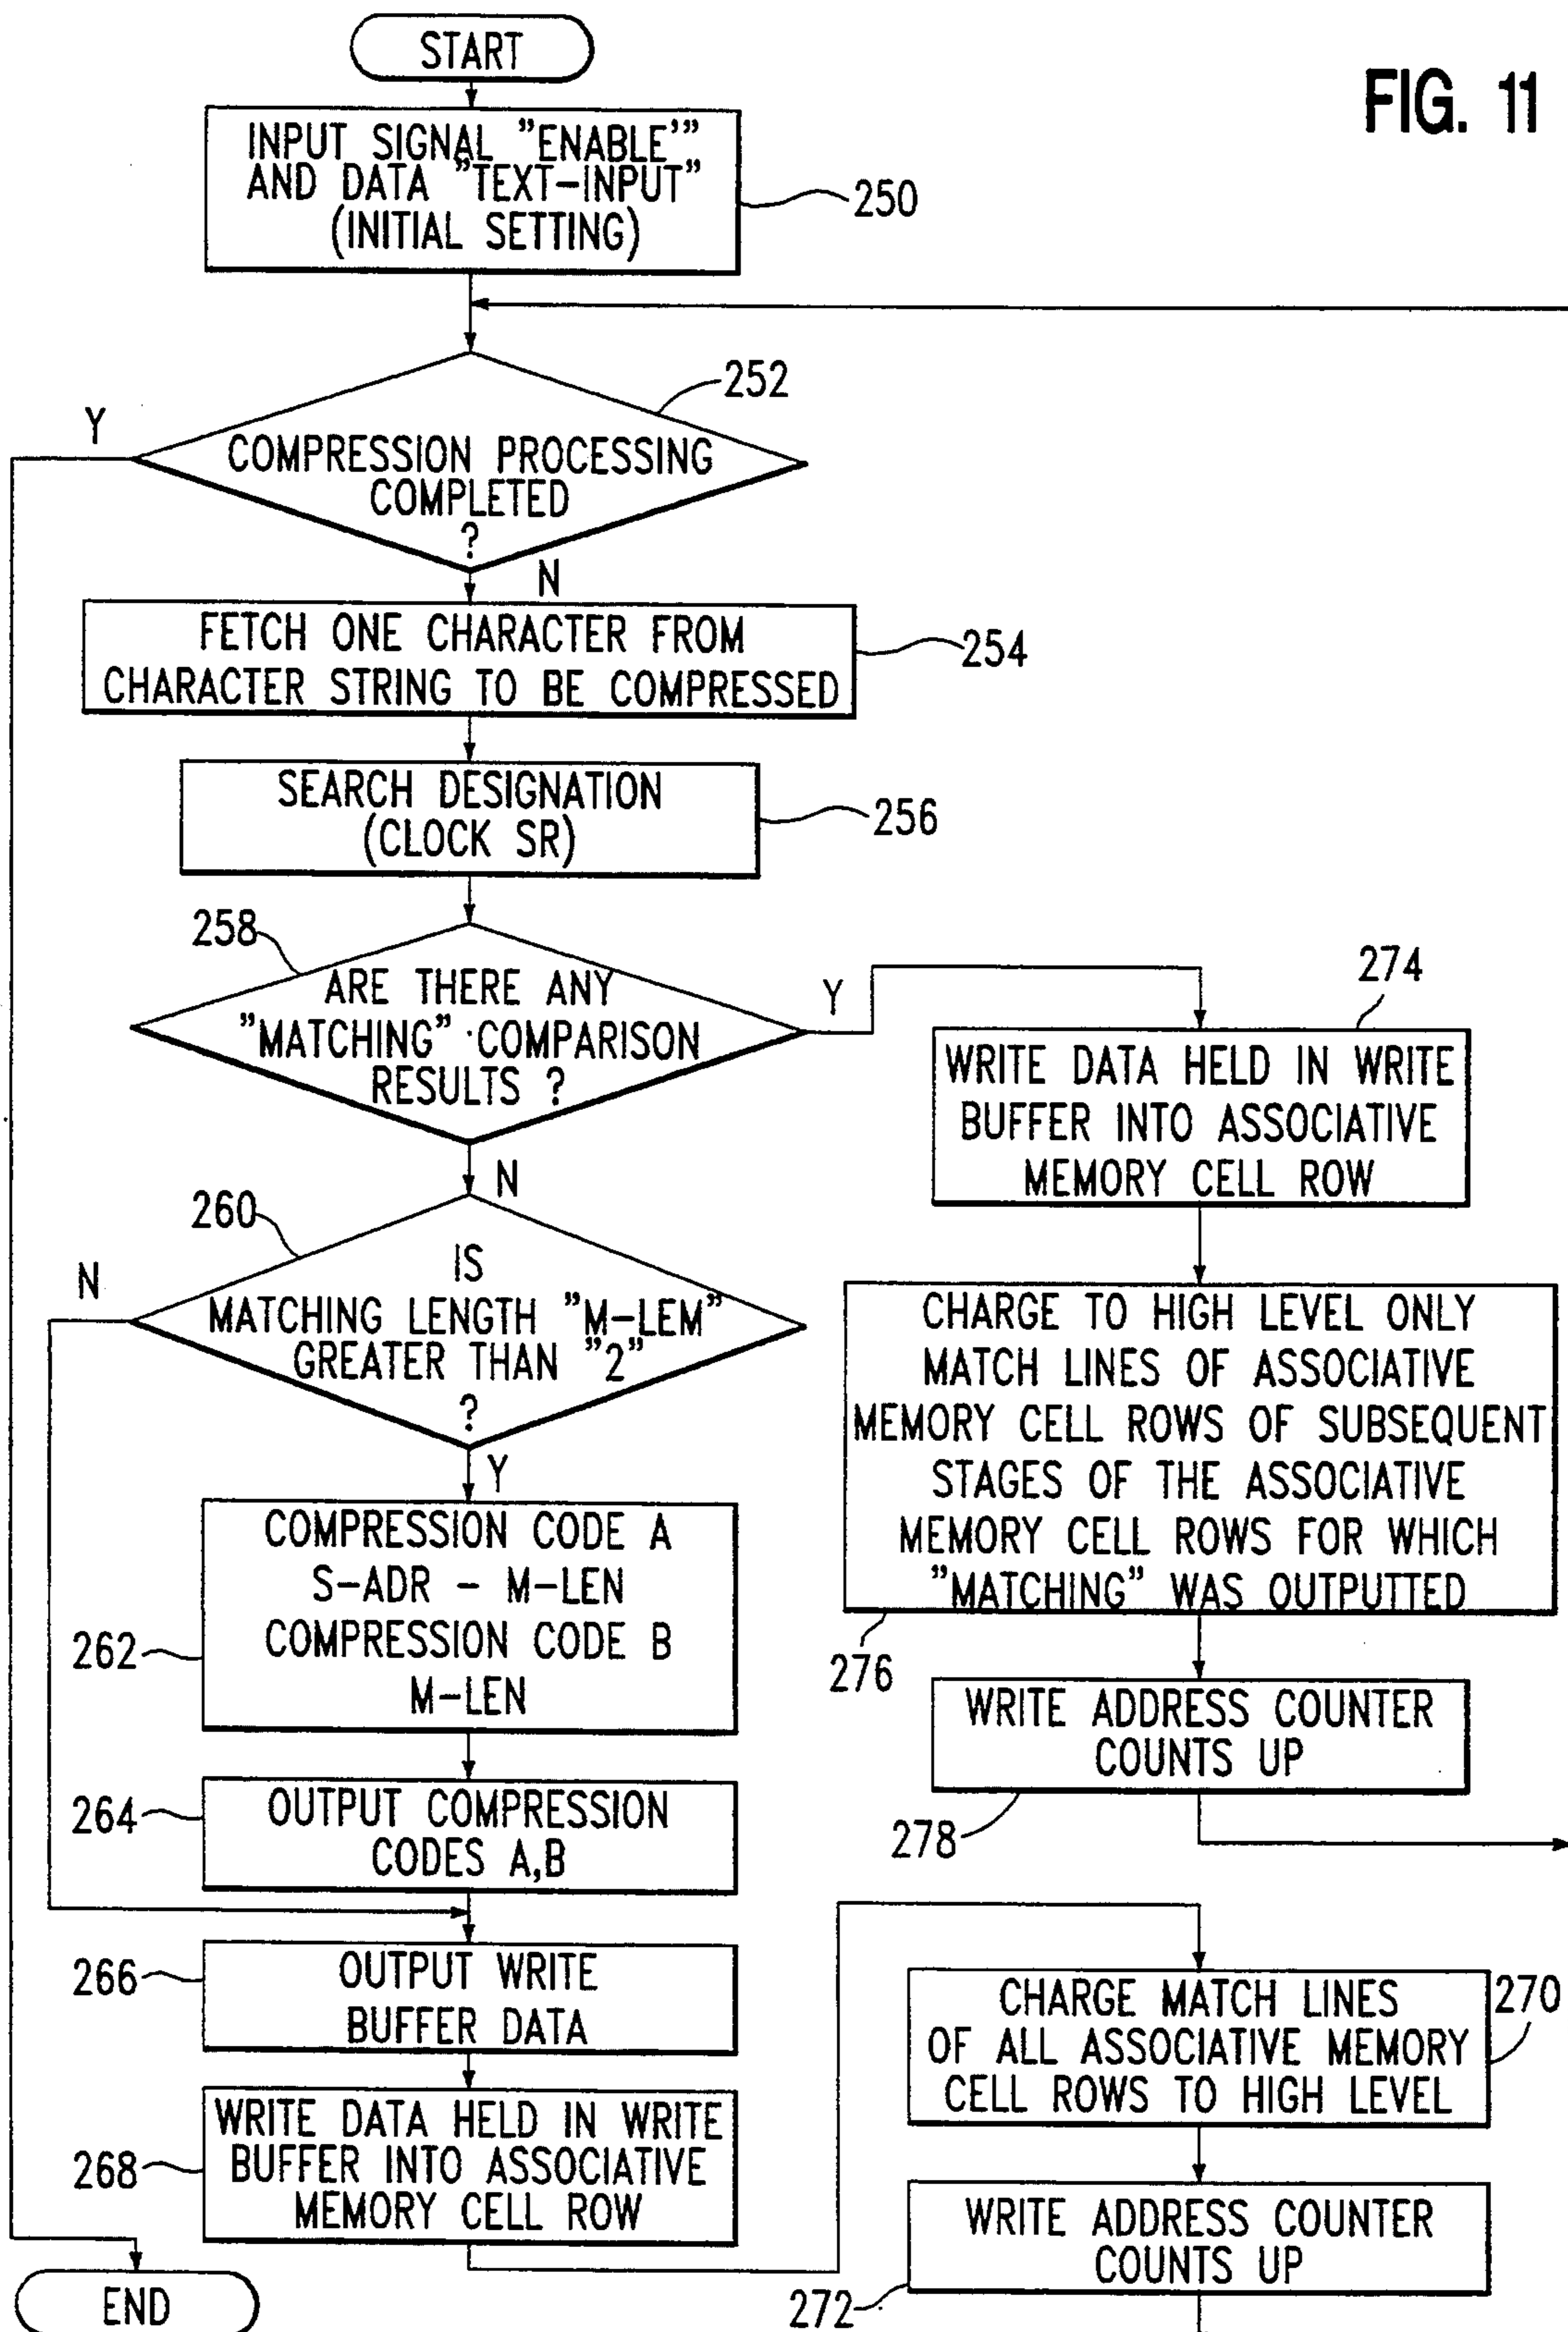 FIG. 11
START
INPUT SIGNAL "ENABLE'"
AND DATA "TEXT-INPUT"
(INITIAL SETTING)
250
252
Y
COMPRESSION PROCESSING
COMPLETED
?
N
FETCH ONE CHARACTER FROM
CHARACTER STRING TO BE COMPRESSED
254
SEARCH DESIGNATION
(CLOCK SR)
256
258
ARE THERE ANY
"MATCHING" COMPARISON
RESULTS ?
Y
N
260
IS
MATCHING LENGTH "M-LEM"
GREATER THAN "2"
?
N
Y
COMPRESSION CODE A
S-ADR - M-LEN
COMPRESSION CODE B
M-LEN
262
OUTPUT COMPRESSION
CODES A,B
264
OUTPUT WRITE
BUFFER DATA
266
WRITE DATA HELD IN WRITE
BUFFER INTO ASSOCIATIVE
MEMORY CELL ROW
268
END
274
WRITE DATA HELD IN WRITE
BUFFER INTO ASSOCIATIVE
MEMORY CELL ROW
CHARGE TO HIGH LEVEL ONLY
MATCH LINES OF ASSOCIATIVE
MEMORY CELL ROWS OF SUBSEQUENT
STAGES OF THE ASSOCIATIVE
MEMORY CELL ROWS FOR WHICH
"MATCHING" WAS OUTPUTTED
276
WRITE ADDRESS COUNTER
COUNTS UP
278
CHARGE MATCH LINES
OF ALL ASSOCIATIVE MEMORY
CELL ROWS TO HIGH LEVEL
270
WRITE ADDRESS COUNTER
COUNTS UP
272